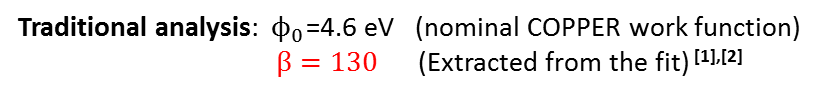 Traditional analysis: ϕ₀=4.6 eV (nominal COPPER work function)
β = 130 (Extracted from the fit) [1],[2]